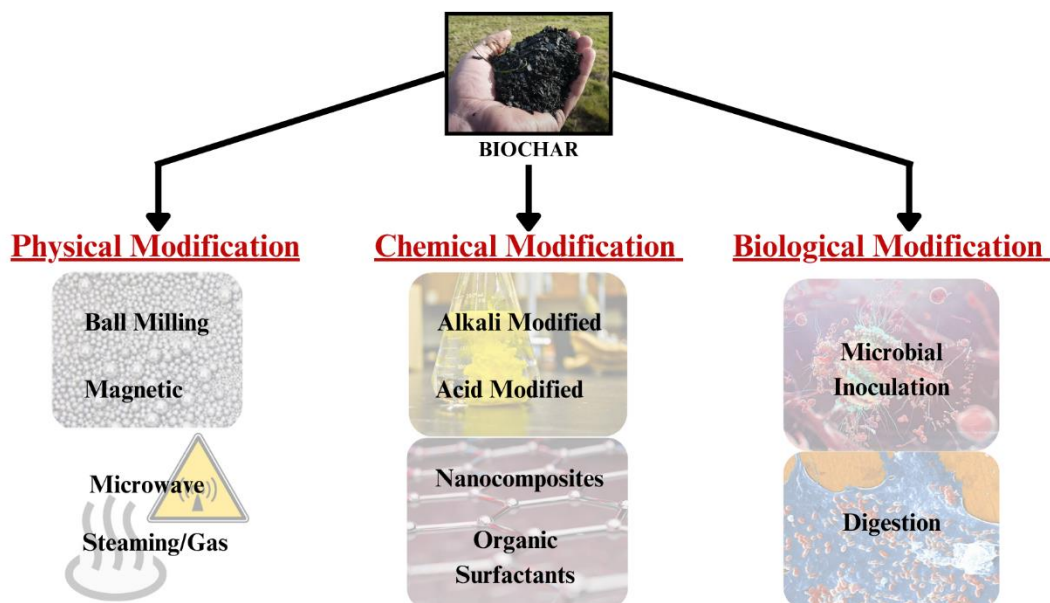 BIOCHAR
Physical Modification
Ball Milling
Magnetic
Microwave
Steaming/Gas
Chemical Modification
Alkali Modified
Acid Modified
Nanocomposites
Organic
Surfactants
Biological Modification
Microbial
Inoculation
Digestion